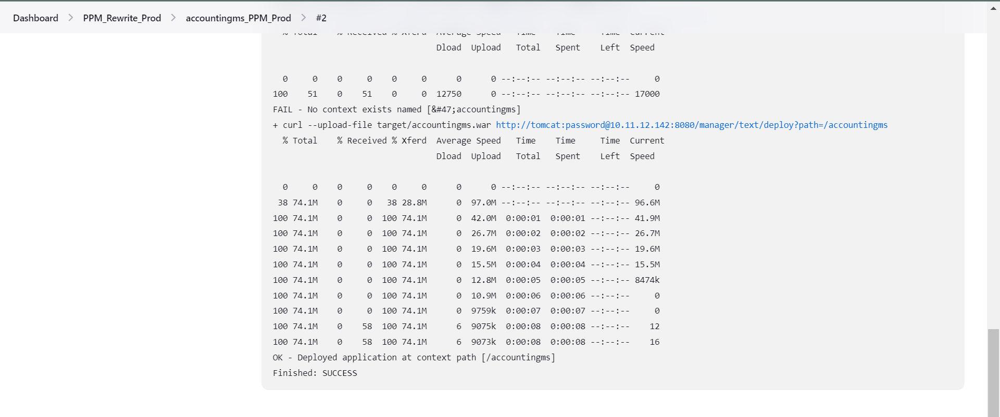 Dashboard > PPM_Rewrite_Prod > accountingms_PPM_Prod > #2
% Total    % Received % Xferd  Average Speed   Time    Time     Time  Current
                                 Dload  Upload   Total   Spent    Left  Speed
  0     0    0     0    0     0      0      0 --:--:-- --:--:-- --:--:--     0
100    51    0    51    0     0  12750      0 --:--:-- --:--:-- --:--:-- 17000
FAIL - No context exists named [&#47;accountingms]
+ curl --upload-file target/accountingms.war http://tomcat:password@10.11.12.142:8080/manager/text/deploy?path=/accountingms
  % Total    % Received % Xferd  Average Speed   Time    Time     Time  Current
                                 Dload  Upload   Total   Spent    Left  Speed
  0     0    0     0    0     0      0      0 --:--:-- --:--:-- --:--:--     0
 38 74.1M    0     0   38 28.8M      0  97.0M --:--:-- --:--:-- --:--:-- 96.6M
100 74.1M    0     0  100 74.1M      0  42.0M  0:00:01  0:00:01 --:--:-- 41.9M
100 74.1M    0     0  100 74.1M      0  26.7M  0:00:02  0:00:02 --:--:-- 26.7M
100 74.1M    0     0  100 74.1M      0  19.6M  0:00:03  0:00:03 --:--:-- 19.6M
100 74.1M    0     0  100 74.1M      0  15.5M  0:00:04  0:00:04 --:--:-- 15.5M
100 74.1M    0     0  100 74.1M      0  12.8M  0:00:05  0:00:05 --:--:-- 8474k
100 74.1M    0     0  100 74.1M      0  10.9M  0:00:06  0:00:06 --:--:--     0
100 74.1M    0     0  100 74.1M      0  9759k  0:00:07  0:00:07 --:--:--     0
100 74.1M    0    58  100 74.1M      6  9075k  0:00:08  0:00:08 --:--:--    12
100 74.1M    0    58  100 74.1M      6  9073k  0:00:08  0:00:08 --:--:--    16
OK - Deployed application at context path [/accountingms]
Finished: SUCCESS